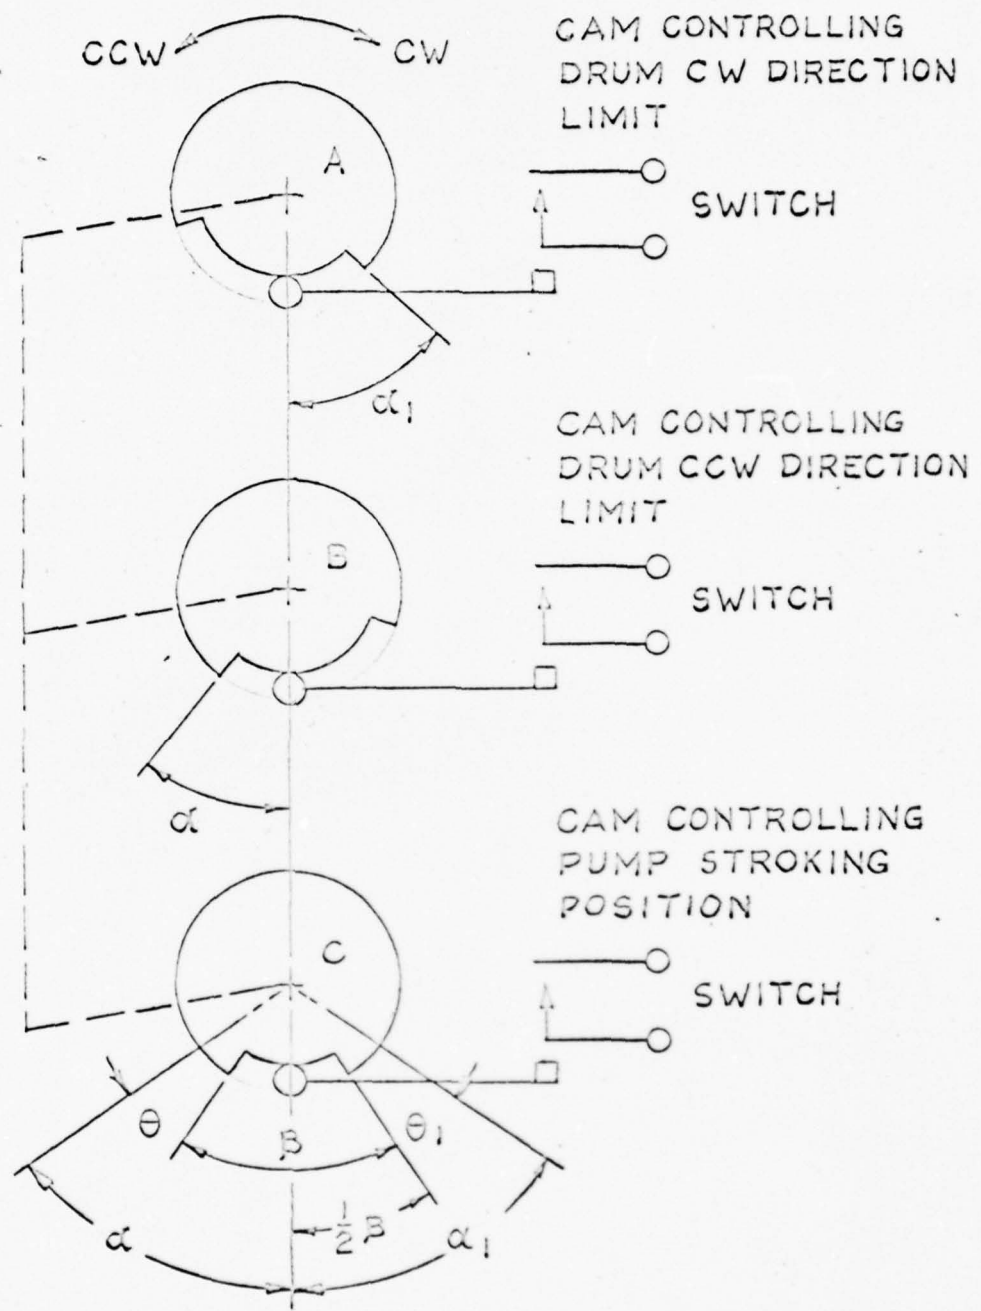 CCW
CW
CAM CONTROLLING
DRUM CW DIRECTION
LIMIT
A
SWITCH
α₁
CAM CONTROLLING
DRUM CCW DIRECTION
LIMIT
B
SWITCH
α
CAM CONTROLLING
PUMP STROKING
POSITION
C
SWITCH
θ
β
θ₁
½ β
α
α₁